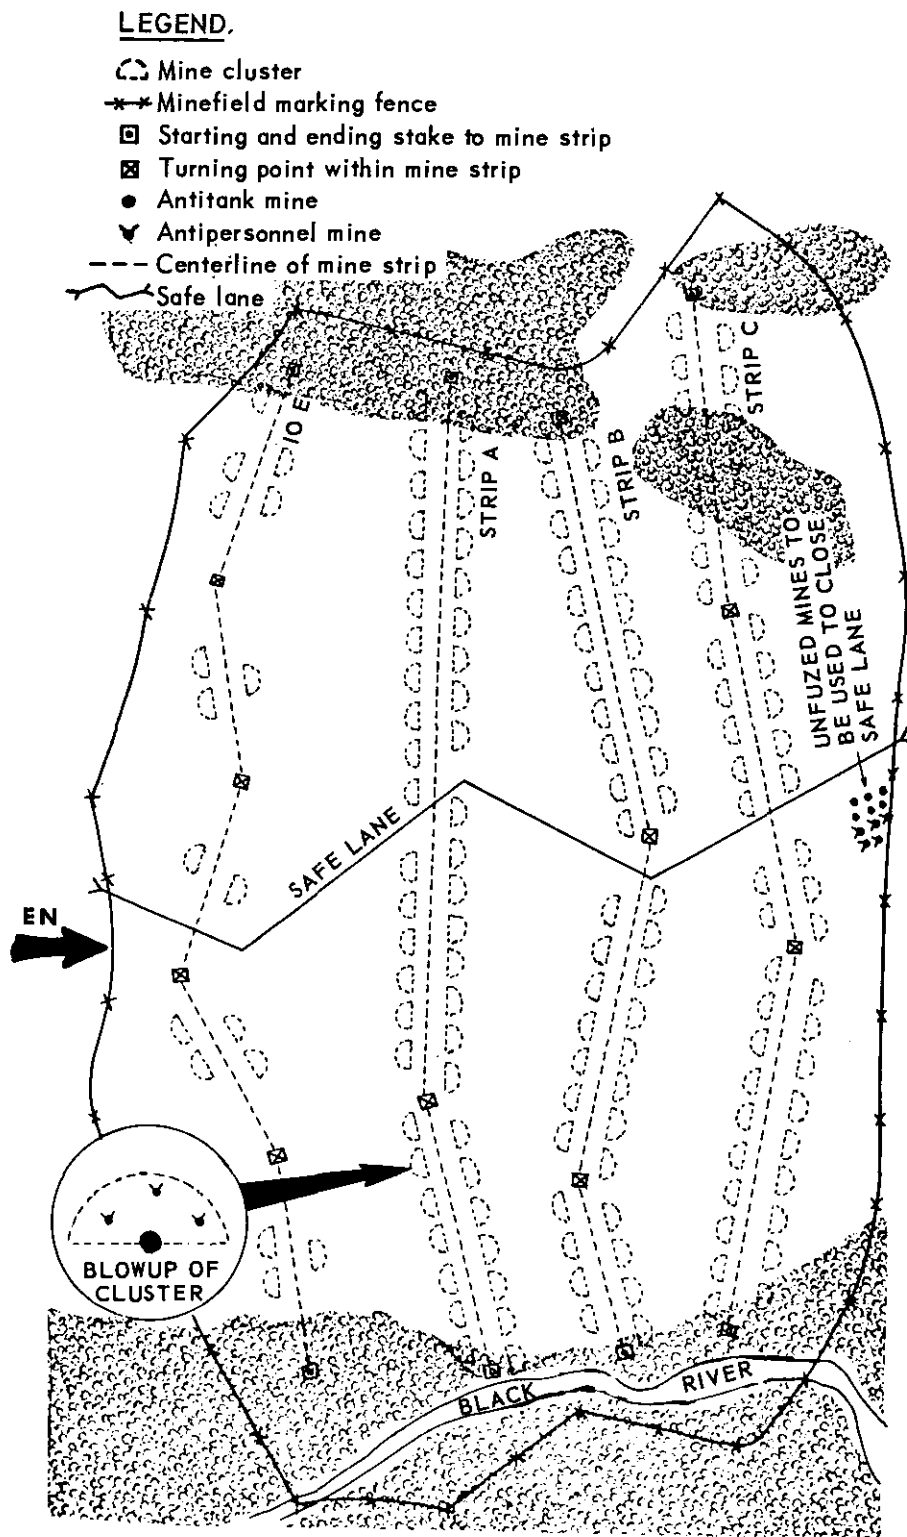 LEGEND.
Mine cluster
Minefield marking fence
Starting and ending stake to mine strip
Turning point within mine strip
Antitank mine
Antipersonnel mine
Centerline of mine strip
Safe lane
IO E
STRIP A
STRIP B
STRIP C
UNFUZED MINES TO
BE USED TO CLOSE
SAFE LANE
SAFE LANE
EN
BLOWUP OF
CLUSTER
BLACK
RIVER